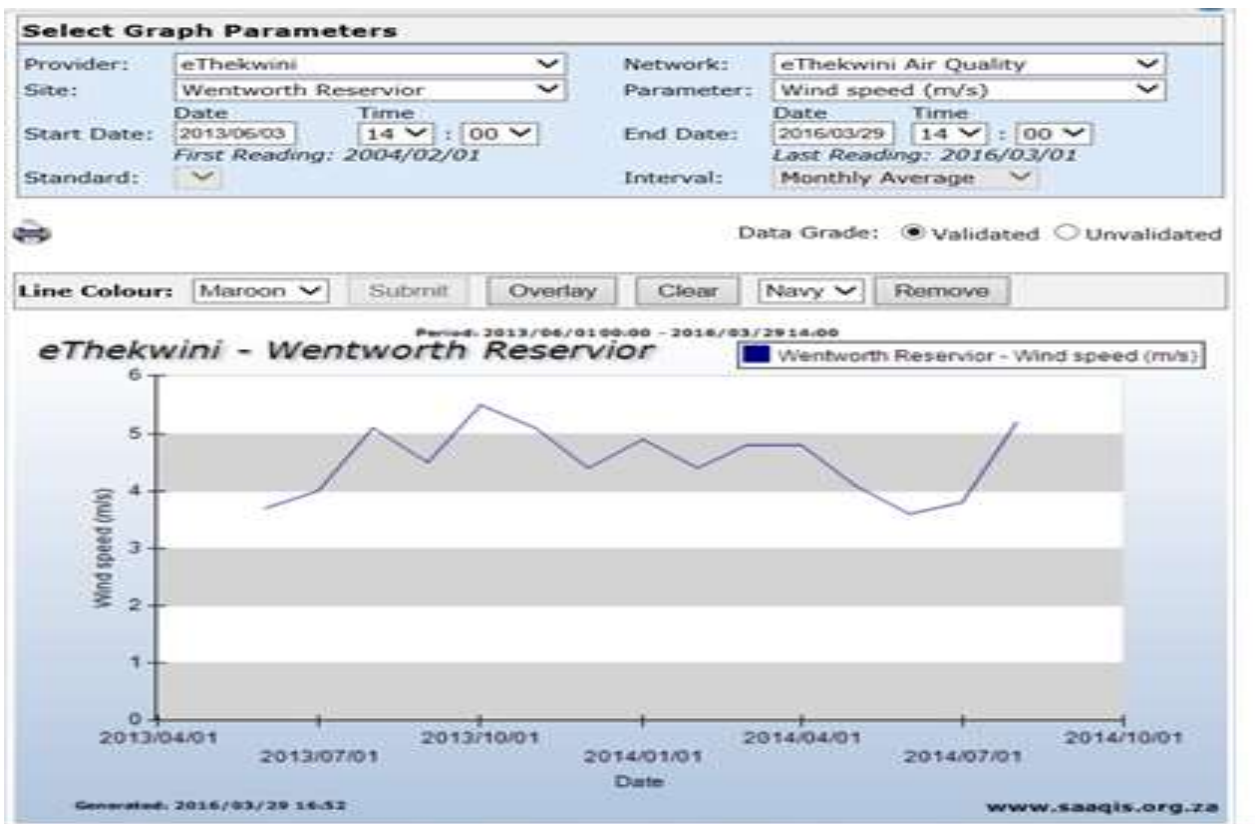 Select Graph Parameters
Provider: eThekwini Network: eThekwini Air Quality
Site: Wentworth Reservior Parameter: Wind speed (m/s)
Date Time Date Time
Start Date: 2013/06/03 14 : 00 End Date: 2016/03/29 14 : 00
First Reading: 2004/02/01 Last Reading: 2016/03/01
Standard: Interval: Monthly Average
Data Grade: Validated Unvalidated
Line Colour: Maroon Submit Overlay Clear Navy Remove
Period: 2013/06/01 00:00 - 2016/03/29 14:00
eThekwini - Wentworth Reservior
Wentworth Reservior - Wind speed (m/s)
6
5
4
3
2
1
0
Wind speed (m/s)
2013/04/01 2013/10/01 2014/04/01 2014/10/01
2013/07/01 2014/01/01 2014/07/01
Date
Generated: 2016/03/29 16:52 www.saaqis.org.za